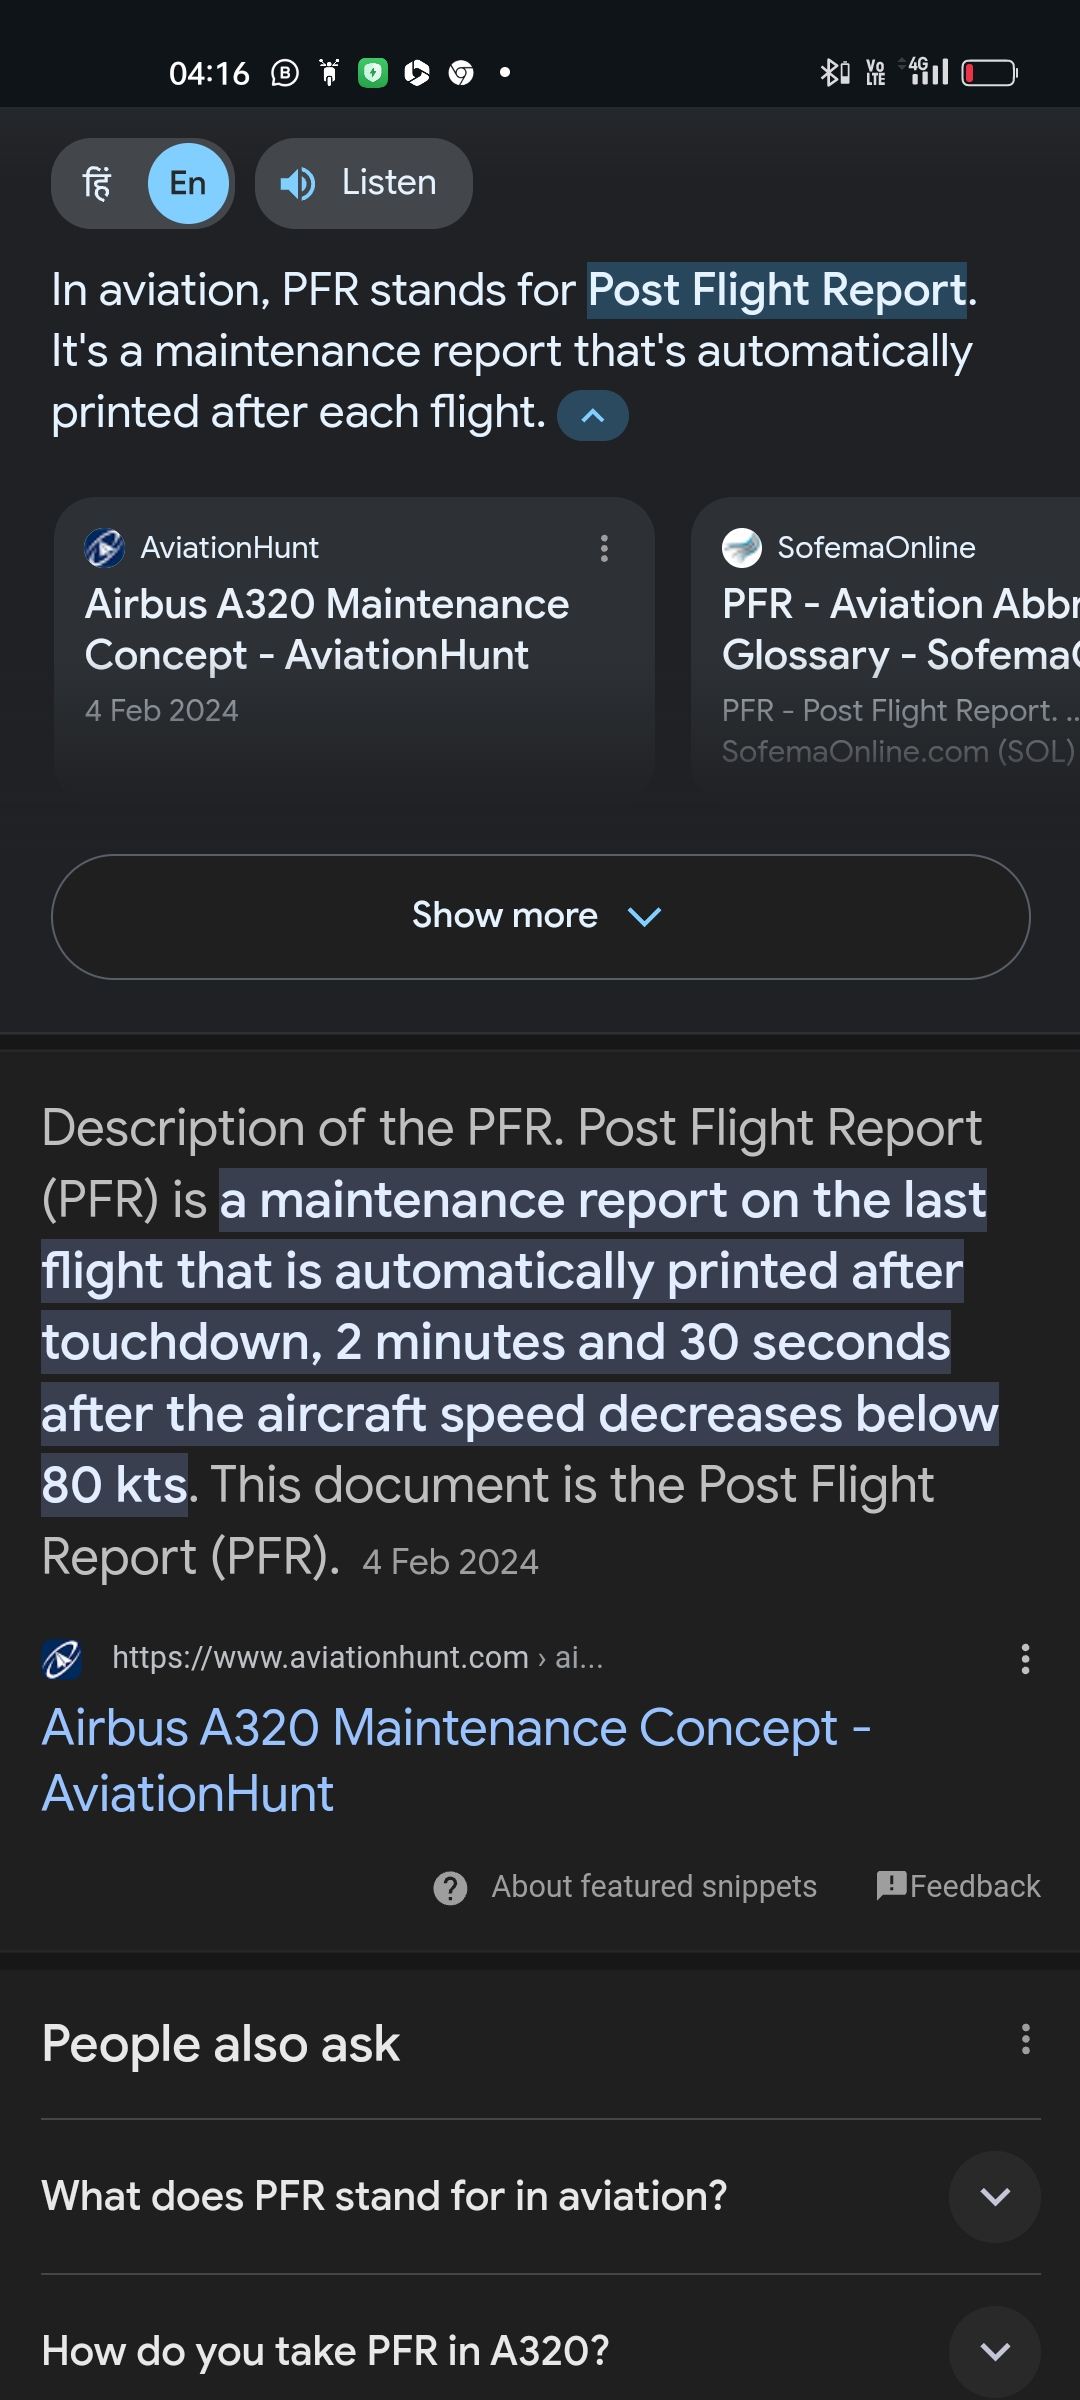 04:16
Vo LTE 4G
हिं En Listen
In aviation, PFR stands for Post Flight Report.
It's a maintenance report that's automatically
printed after each flight.
AviationHunt
Airbus A320 Maintenance
Concept - AviationHunt
4 Feb 2024
SofemaOnline
PFR - Aviation Abbr
Glossary - Sofema
PFR - Post Flight Report. ..
SofemaOnline.com (SOL)
Show more
Description of the PFR. Post Flight Report
(PFR) is a maintenance report on the last
flight that is automatically printed after
touchdown, 2 minutes and 30 seconds
after the aircraft speed decreases below
80 kts. This document is the Post Flight
Report (PFR). 4 Feb 2024
https://www.aviationhunt.com › ai...
Airbus A320 Maintenance Concept -
AviationHunt
About featured snippets Feedback
People also ask
What does PFR stand for in aviation?
How do you take PFR in A320?